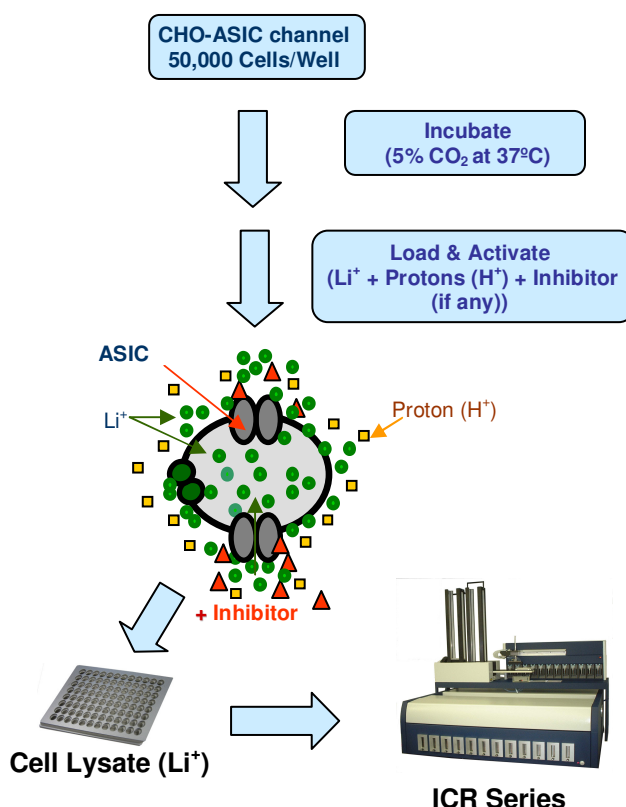 CHO-ASIC channel
50,000 Cells/Well
Incubate
(5% CO₂ at 37ºC)
Load & Activate
(Li⁺ + Protons (H⁺) + Inhibitor
(if any))
ASIC
Li⁺
Proton (H⁺)
+ Inhibitor
Cell Lysate (Li⁺)
ICR Series